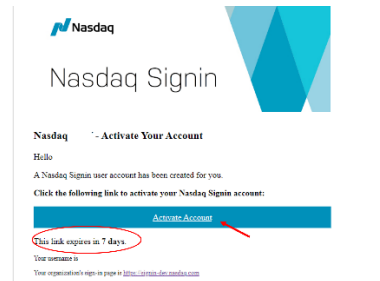 Nasdaq
Nasdaq Signin
Nasdaq - Activate Your Account
Hello
A Nasdaq Signin user account has been created for you.
Click the following link to activate your Nasdaq Signin account:
Activate Account
This link expires in 7 days.
Your username is
Your organization's sign-in page is https://signin-dev.nasdaq.com